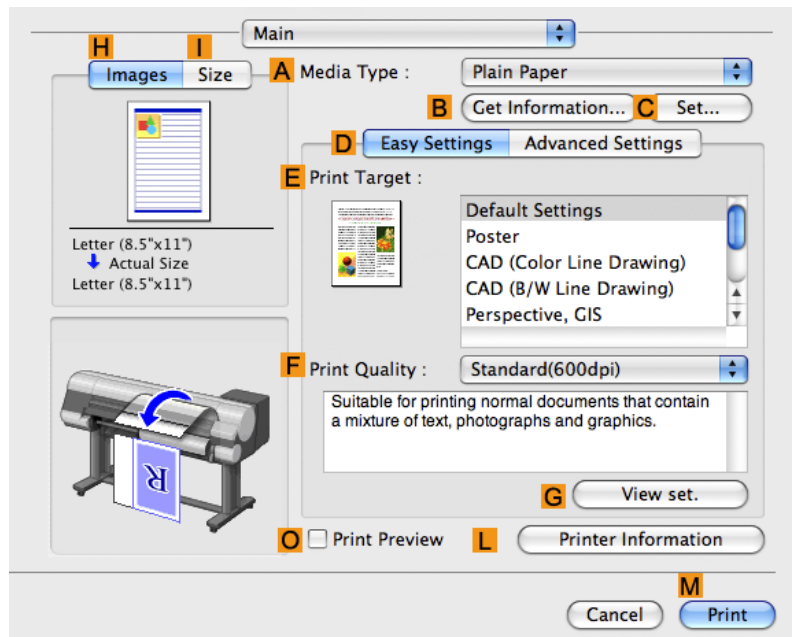 Main
H
I
Images Size
A Media Type : Plain Paper
B Get Information... C Set...
D Easy Settings Advanced Settings
E Print Target :
Default Settings
Poster
CAD (Color Line Drawing)
CAD (B/W Line Drawing)
Perspective, GIS
Letter (8.5"x11")
Actual Size
Letter (8.5"x11")
F Print Quality : Standard(600dpi)
Suitable for printing normal documents that contain
a mixture of text, photographs and graphics.
R
G View set.
O Print Preview L Printer Information
M
Cancel Print